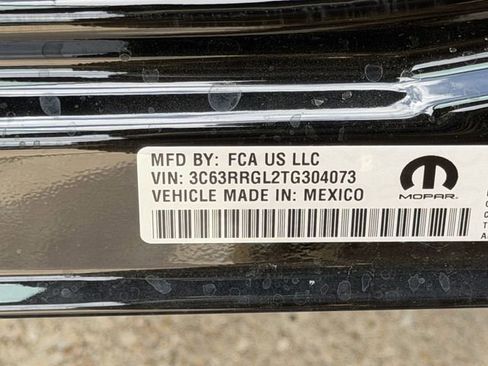 MFD BY: FCA US LLC
VIN: 3C63RRGL2TG304073
VEHICLE MADE IN: MEXICO
MOPAR